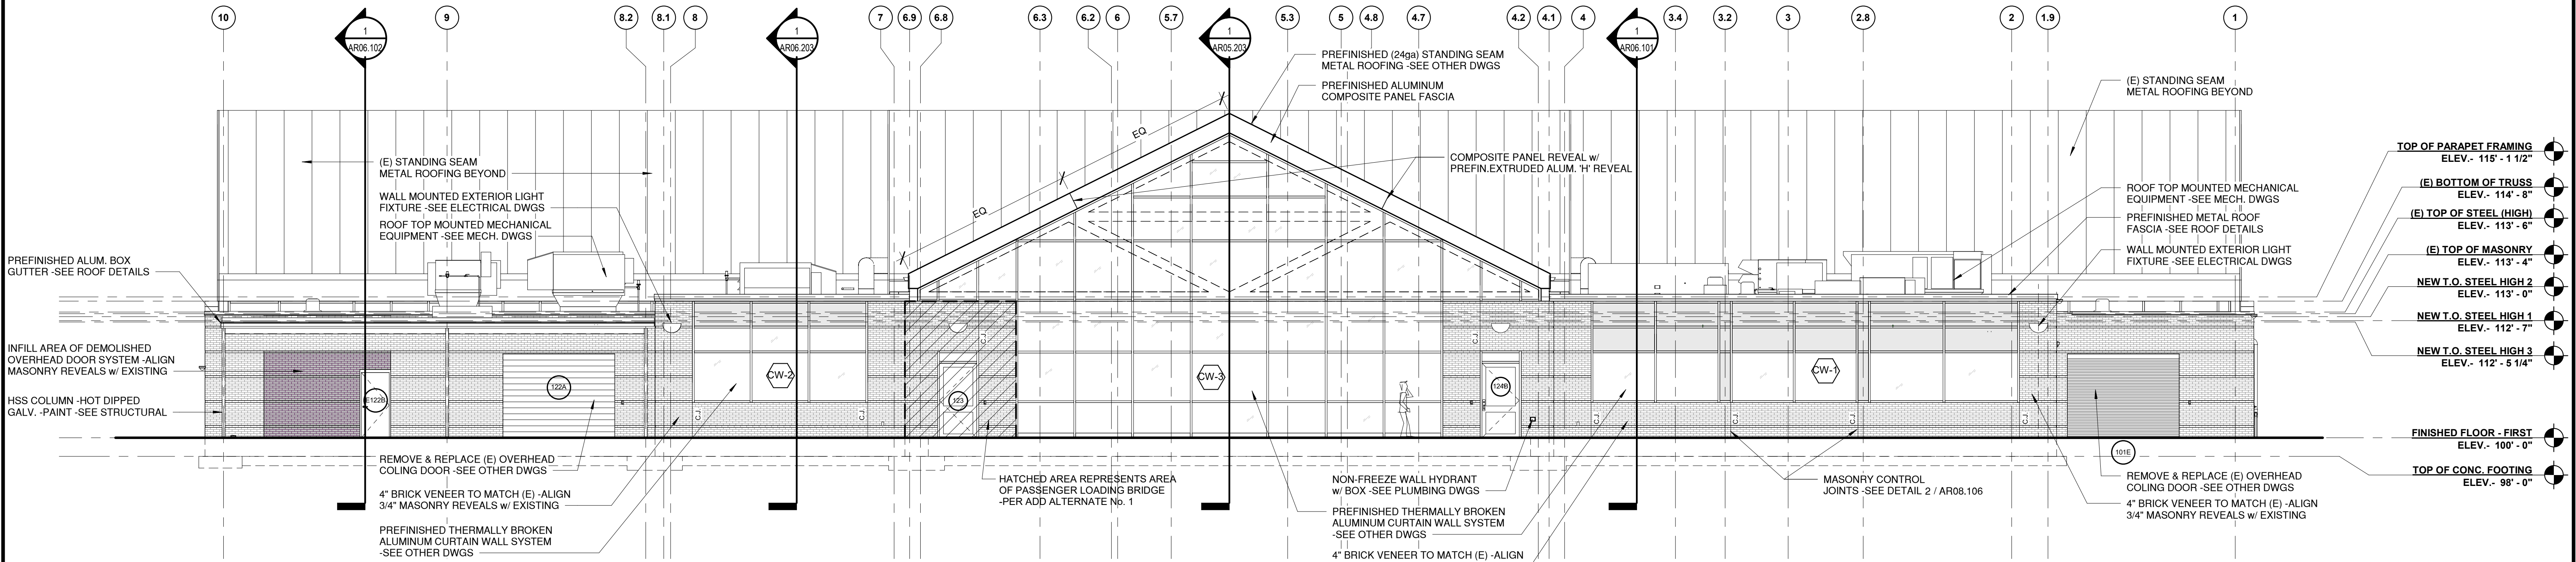 10
9
8.2
8.1
8
7
6.9
6.8
6.3
6.2
6
5.7
5.3
5
4.8
4.7
4.2
4.1
4
3.4
3.2
3
2.8
2
1.9
1
1
AR06.102
1
AR06.203
1
AR05.203
1
AR06.101
PREFINISHED (24ga) STANDING SEAM
METAL ROOFING -SEE OTHER DWGS
PREFINISHED ALUMINUM
COMPOSITE PANEL FASCIA
(E) STANDING SEAM
METAL ROOFING BEYOND
EQ
EQ
COMPOSITE PANEL REVEAL w/
PREFIN.EXTRUDED ALUM. 'H' REVEAL
(E) STANDING SEAM
METAL ROOFING BEYOND
WALL MOUNTED EXTERIOR LIGHT
FIXTURE -SEE ELECTRICAL DWGS
ROOF TOP MOUNTED MECHANICAL
EQUIPMENT -SEE MECH. DWGS
PREFINISHED ALUM. BOX
GUTTER -SEE ROOF DETAILS
INFILL AREA OF DEMOLISHED
OVERHEAD DOOR SYSTEM -ALIGN
MASONRY REVEALS w/ EXISTING
HSS COLUMN -HOT DIPPED
GALV. -PAINT -SEE STRUCTURAL
ROOF TOP MOUNTED MECHANICAL
EQUIPMENT -SEE MECH. DWGS
PREFINISHED METAL ROOF
FASCIA -SEE ROOF DETAILS
WALL MOUNTED EXTERIOR LIGHT
FIXTURE -SEE ELECTRICAL DWGS
TOP OF PARAPET FRAMING
ELEV.- 115' - 1 1/2"
(E) BOTTOM OF TRUSS
ELEV.- 114' - 8"
(E) TOP OF STEEL (HIGH)
ELEV.- 113' - 6"
(E) TOP OF MASONRY
ELEV.- 113' - 4"
NEW T.O. STEEL HIGH 2
ELEV.- 113' - 0"
NEW T.O. STEEL HIGH 1
ELEV.- 112' - 7"
NEW T.O. STEEL HIGH 3
ELEV.- 112' - 5 1/4"
FINISHED FLOOR - FIRST
ELEV.- 100' - 0"
TOP OF CONC. FOOTING
ELEV.- 98' - 0"
E122B
122A
CW-2
123
CW-3
124B
CW-1
101E
C.J.
C.J.
C.J.
C.J.
C.J.
C.J.
C.J.
C.J.
REMOVE & REPLACE (E) OVERHEAD
COLING DOOR -SEE OTHER DWGS
4" BRICK VENEER TO MATCH (E) -ALIGN
3/4" MASONRY REVEALS w/ EXISTING
PREFINISHED THERMALLY BROKEN
ALUMINUM CURTAIN WALL SYSTEM
-SEE OTHER DWGS
HATCHED AREA REPRESENTS AREA
OF PASSENGER LOADING BRIDGE
-PER ADD ALTERNATE No. 1
NON-FREEZE WALL HYDRANT
w/ BOX -SEE PLUMBING DWGS
PREFINISHED THERMALLY BROKEN
ALUMINUM CURTAIN WALL SYSTEM
-SEE OTHER DWGS
4" BRICK VENEER TO MATCH (E) -ALIGN
MASONRY CONTROL
JOINTS -SEE DETAIL 2 / AR08.106
REMOVE & REPLACE (E) OVERHEAD
COLING DOOR -SEE OTHER DWGS
4" BRICK VENEER TO MATCH (E) -ALIGN
3/4" MASONRY REVEALS w/ EXISTING